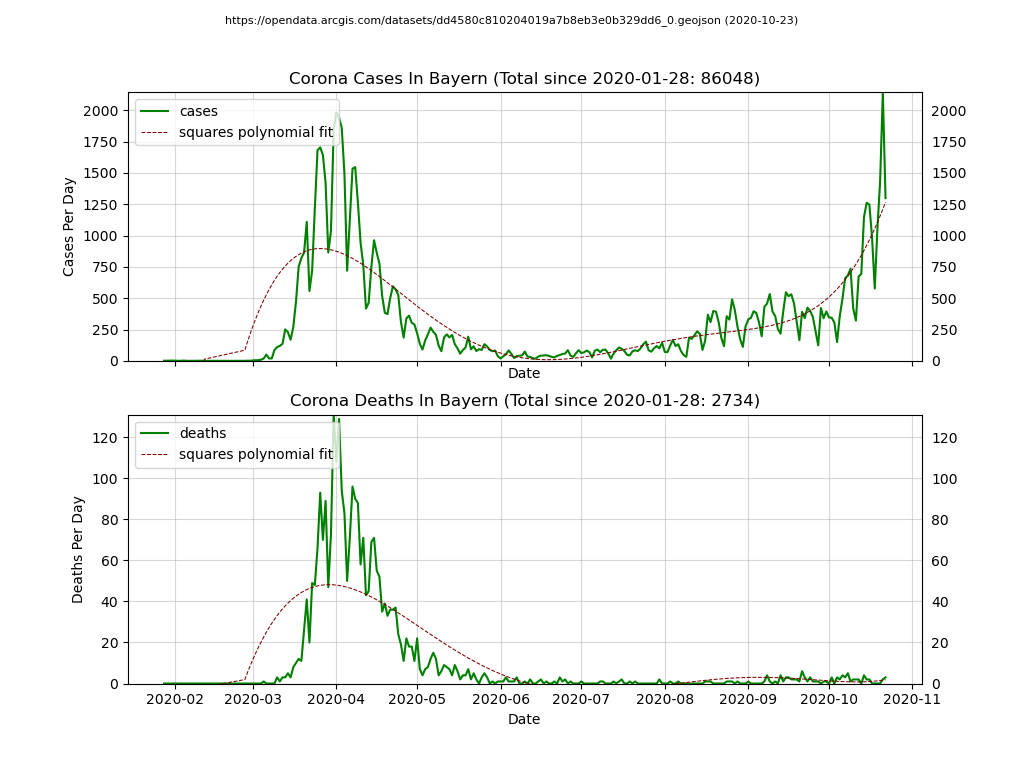 https://opendata.arcgis.com/datasets/dd4580c810204019a7b8eb3e0b329dd6_0.geojson (2020-10-23)
Corona Cases In Bayern (Total since 2020-01-28: 86048)
cases
squares polynomial fit
Cases Per Day
2000 2000
1750 1750
1500 1500
1250 1250
1000 1000
750 750
500 500
250 250
0 0
Date
Corona Deaths In Bayern (Total since 2020-01-28: 2734)
deaths
squares polynomial fit
Deaths Per Day
120 120
100 100
80 80
60 60
40 40
20 20
0 0
2020-02 2020-03 2020-04 2020-05 2020-06 2020-07 2020-08 2020-09 2020-10 2020-11
Date